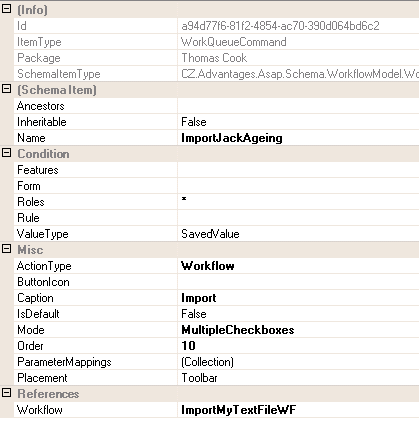 (Info)
Id a94d77f6-81f2-4854-ac70-390d064bd6c2
ItemType WorkQueueCommand
Package Thomas Cook
SchemaItemType CZ.Advantages.Asap.Schema.WorkflowModel.Wo
(Schema Item)
Ancestors
Inheritable False
Name ImportJackAgeing
Condition
Features
Form
Roles *
Rule
ValueType SavedValue
Misc
ActionType Workflow
ButtonIcon
Caption Import
IsDefault False
Mode MultipleCheckboxes
Order 10
ParameterMappings (Collection)
Placement Toolbar
References
Workflow ImportMyTextFileWF